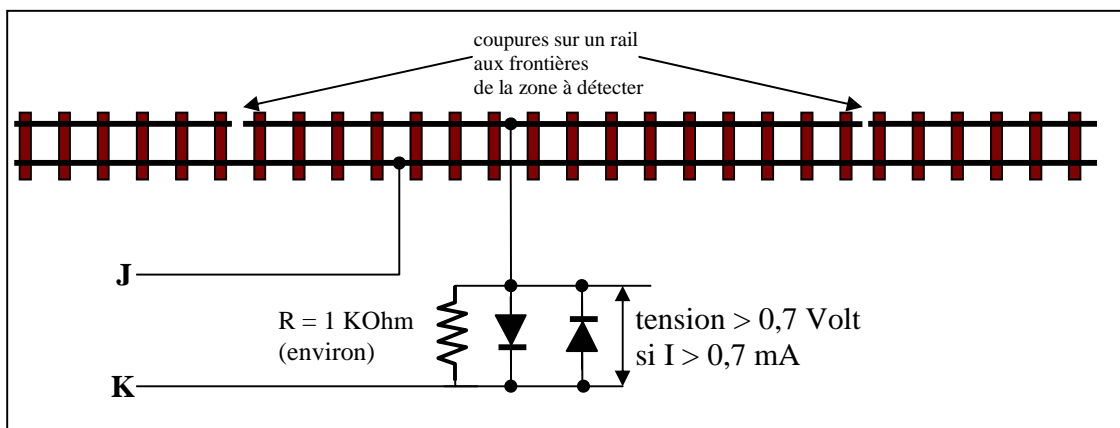 coupures sur un rail
aux frontières
de la zone à détecter
J
R = 1 KOhm
(environ)
tension > 0,7 Volt
si I > 0,7 mA
K